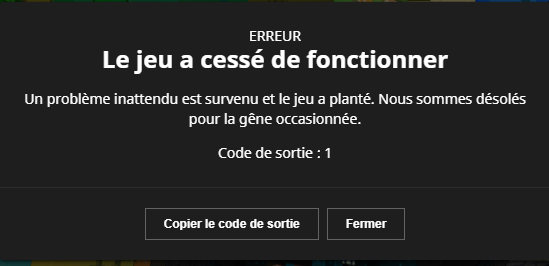 ERREUR
Le jeu a cessé de fonctionner
Un problème inattendu est survenu et le jeu a planté. Nous sommes désolés
pour la gêne occasionnée.
Code de sortie : 1
Copier le code de sortie
Fermer